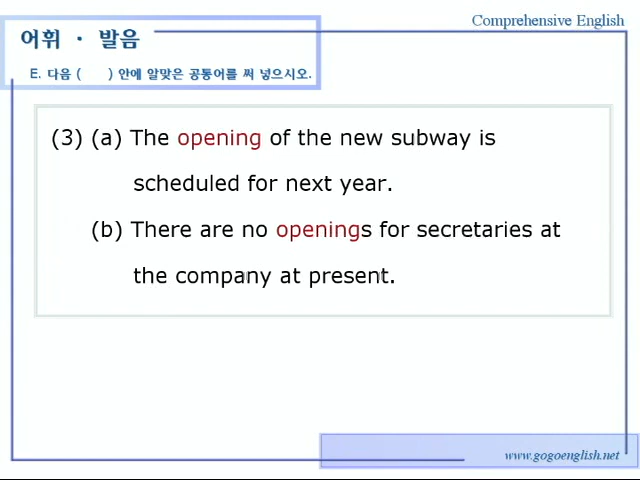 Comprehensive English
어휘 · 발음
E. 다음 (     ) 안에 알맞은 공통어를 써 넣으시오.
(3) (a) The opening of the new subway is
scheduled for next year.
(b) There are no openings for secretaries at
the company at present.
www.gogoenglish.net